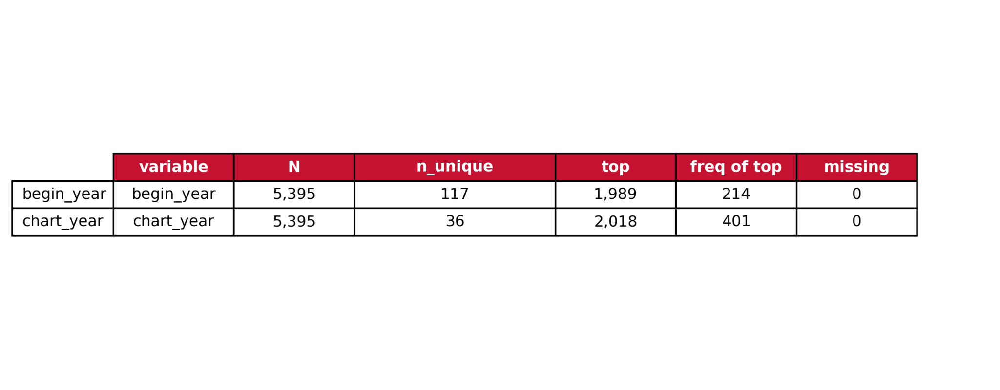 variable N n_unique top freq of top missing
begin_year begin_year 5,395 117 1,989 214 0
chart_year chart_year 5,395 36 2,018 401 0